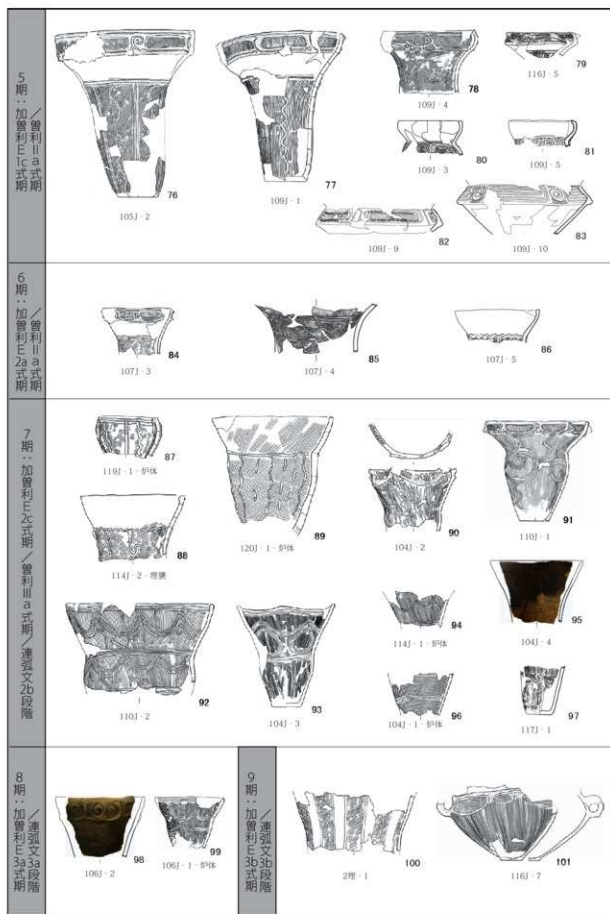 5期：加曽利E1c式期
／曽利Ⅱa式期
76
105J - 2
77
109J - 1
78
109J - 4
79
116J - 5
80
109J - 3
81
109J - 5
82
109J - 9
83
109J - 10
6期：加曽利E2a式期
／曽利Ⅱa式期
84
107J - 3
85
107J - 4
86
107J - 5
7期：加曽利E2c式期／曽利Ⅲa式期／連弧文2b段階
87
119J - 1 - 炉体
88
114J - 2 - 埋甕
89
120J - 1 - 炉体
90
104J - 2
91
110J - 1
92
110J - 2
93
104J - 3
94
114J - 1 - 炉体
95
104J - 4
96
104J - 1 - 炉体
97
117J - 1
8期：加曽利E3a式期
／連弧文3a段階
98
106J - 2
99
106J - 1 - 炉体
9期：加曽利E3b式期
／連弧文3b段階
100
2埋 - 1
101
116J - 7